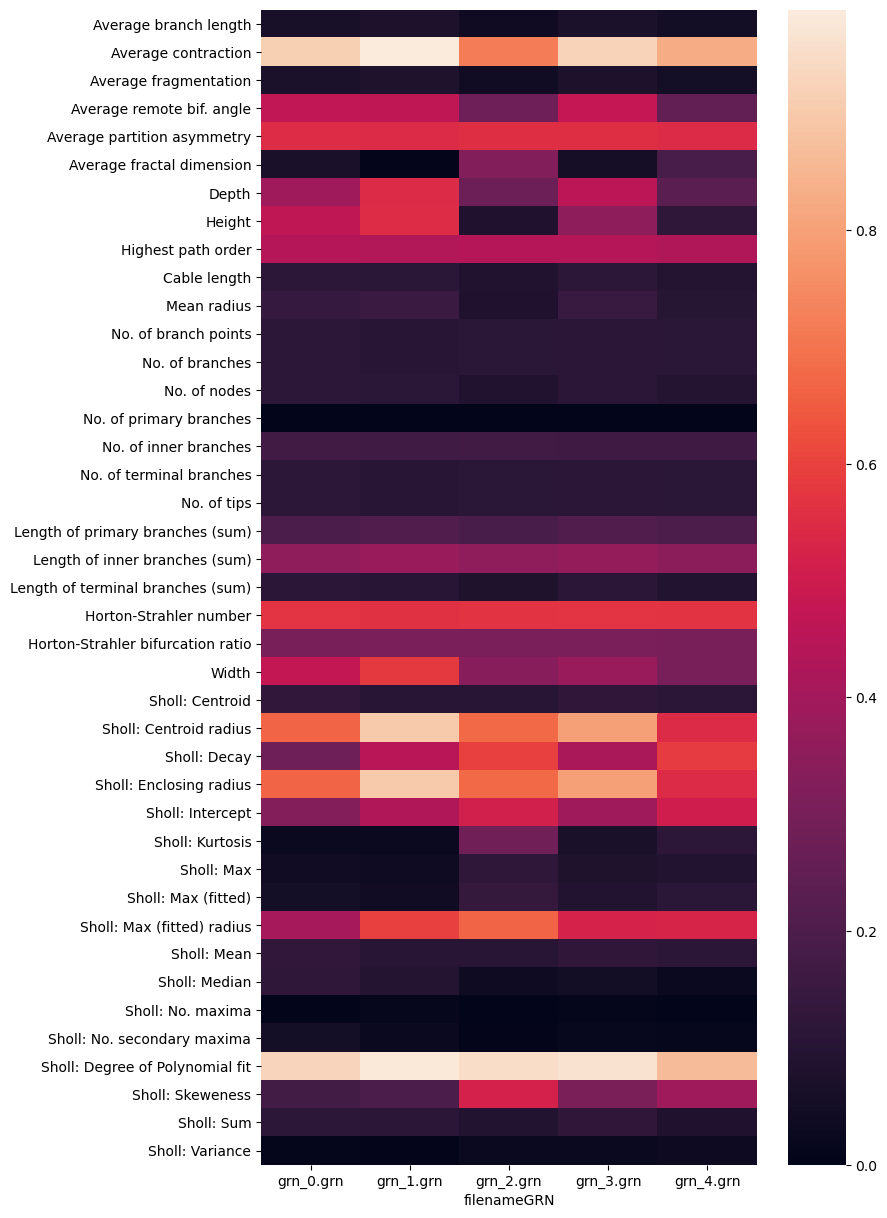 Average branch length
Average contraction
Average fragmentation
Average remote bif. angle
Average partition asymmetry
Average fractal dimension
Depth
Height
Highest path order
Cable length
Mean radius
No. of branch points
No. of branches
No. of nodes
No. of primary branches
No. of inner branches
No. of terminal branches
No. of tips
Length of primary branches (sum)
Length of inner branches (sum)
Length of terminal branches (sum)
Horton-Strahler number
Horton-Strahler bifurcation ratio
Width
Sholl: Centroid
Sholl: Centroid radius
Sholl: Decay
Sholl: Enclosing radius
Sholl: Intercept
Sholl: Kurtosis
Sholl: Max
Sholl: Max (fitted)
Sholl: Max (fitted) radius
Sholl: Mean
Sholl: Median
Sholl: No. maxima
Sholl: No. secondary maxima
Sholl: Degree of Polynomial fit
Sholl: Skeweness
Sholl: Sum
Sholl: Variance
grn_0.grn grn_1.grn grn_2.grn grn_3.grn grn_4.grn
filenameGRN
0.8
0.6
0.4
0.2
0.0